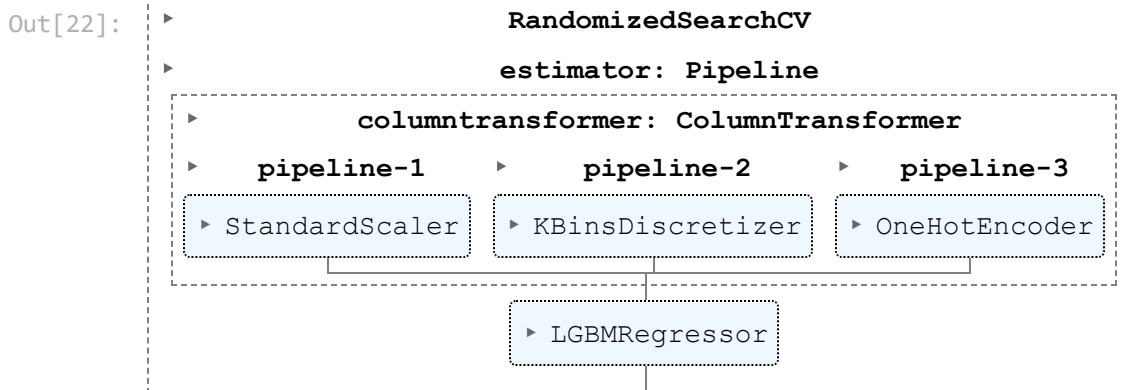 Out[22]:
RandomizedSearchCV
estimator: Pipeline
columntransformer: ColumnTransformer
pipeline-1 pipeline-2 pipeline-3
StandardScaler KBinsDiscretizer OneHotEncoder
LGBMRegressor